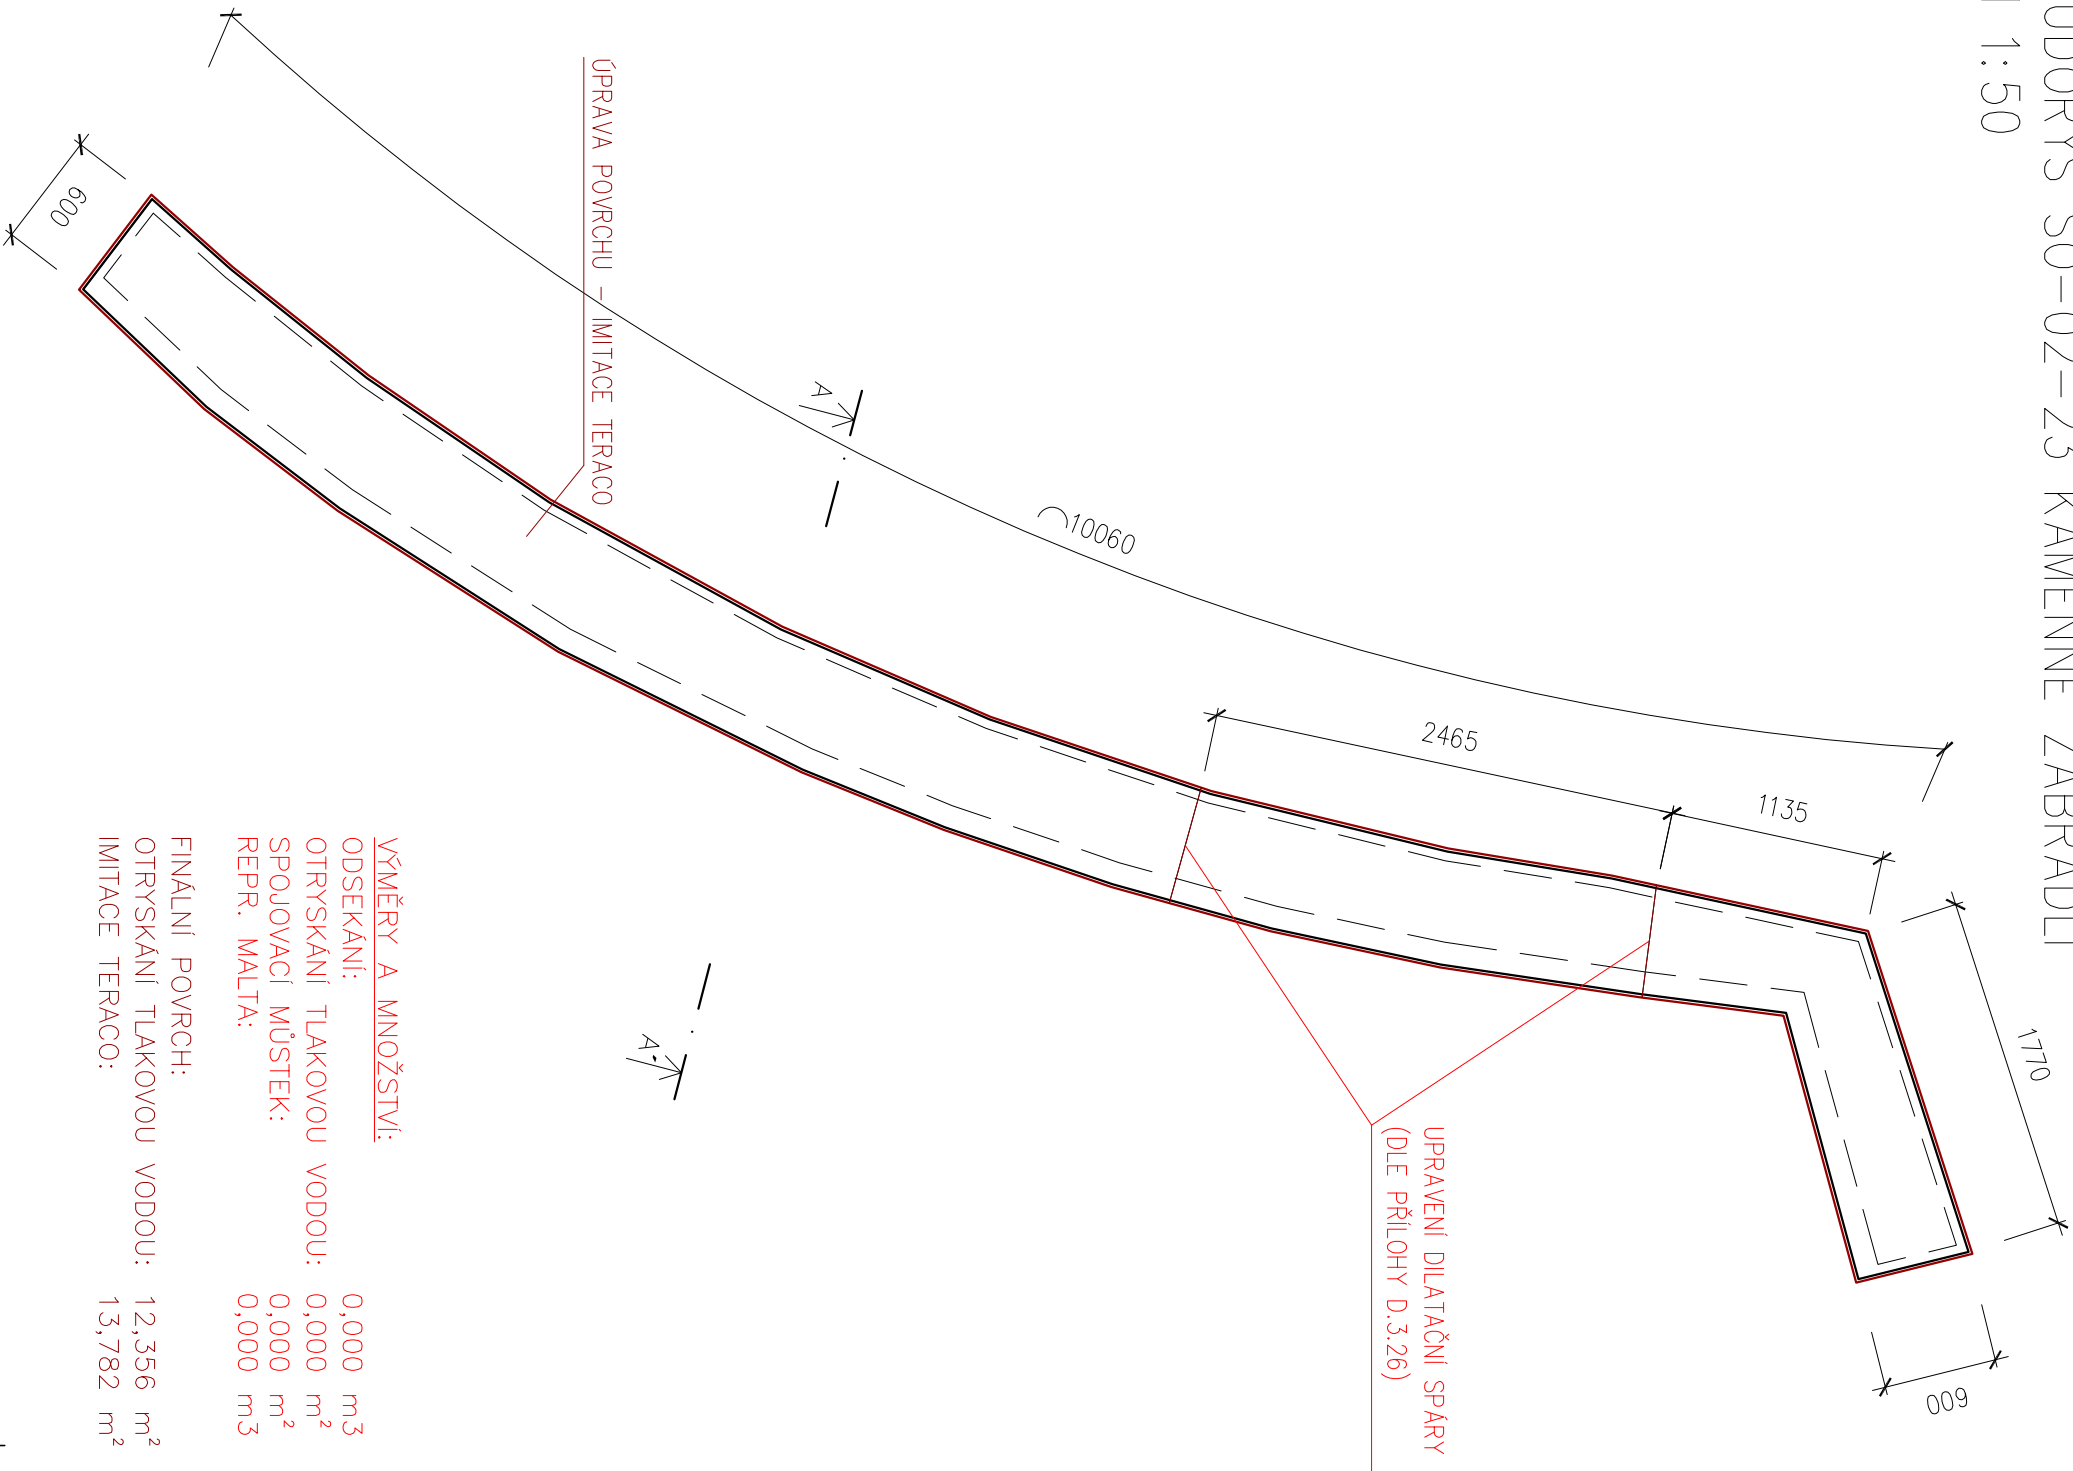 PŮDORYS SO-02-23 KAMENNÉ ZÁBRADLÍ
1:50
ÚPRAVA POVRCHU - IMITACE TERACO
10060
2465
1135
1770
600
600
A
A
UPRAVENÍ DILATAČNÍ SPÁRY
(DLE PŘÍLOHY D.3.26)
VÝMĚRY A MNOŽSTVÍ:
ODSEKÁNÍ: 0,000 m3
OTRYSKÁNÍ TLAKOVOU VODOU: 0,000 m²
SPOJOVACÍ MŮSTEK: 0,000 m²
REPR. MALTA: 0,000 m3
FINÁLNÍ POVRCH:
OTRYSKÁNÍ TLAKOVOU VODOU: 12,356 m²
IMITACE TERACO: 13,782 m²